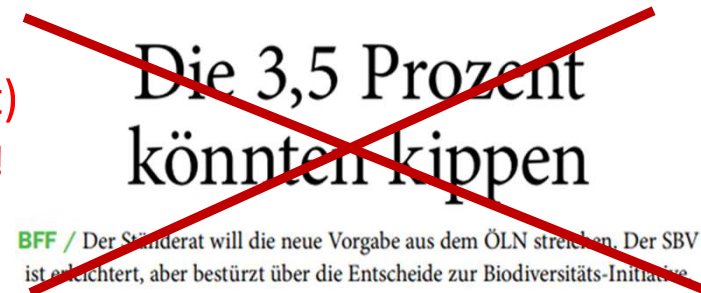 Die 3,5 Prozent
)
könnten kippen
!
BFF / Der Ständerat will die neue Vorgabe aus dem ÖLN streichen. Der SBV
ist erleichtert, aber bestürzt über die Entscheide zur Biodiversitäts-Initiative